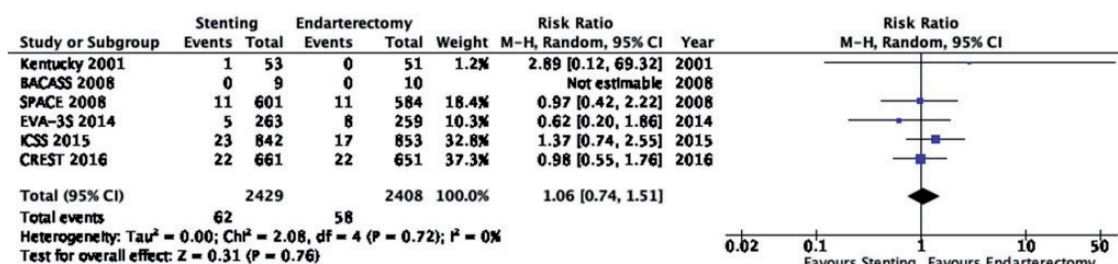 Stenting Endarterectomy Risk Ratio Risk Ratio
Study or Subgroup Events Total Events Total Weight M-H, Random, 95% CI Year M-H, Random, 95% CI
Kentucky 2001 1 53 0 51 1.2% 2.89 [0.12, 69.32] 2001
BACASS 2008 0 9 0 10 Not estimable 2008
SPACE 2008 11 601 11 584 18.4% 0.97 [0.42, 2.22] 2008
EVA-3S 2014 5 263 8 259 10.3% 0.62 [0.20, 1.86] 2014
ICSS 2015 23 842 17 853 32.8% 1.37 [0.74, 2.55] 2015
CREST 2016 22 661 22 651 37.3% 0.98 [0.55, 1.76] 2016
Total (95% CI) 2429 2408 100.0% 1.06 [0.74, 1.51]
Total events 62 58
Heterogeneity: Tau² = 0.00; Chi² = 2.08, df = 4 (P = 0.72); I² = 0%
Test for overall effect: Z = 0.31 (P = 0.76)
0.02 0.1 1 10 50
Favours Stenting Favours Endarterectomy